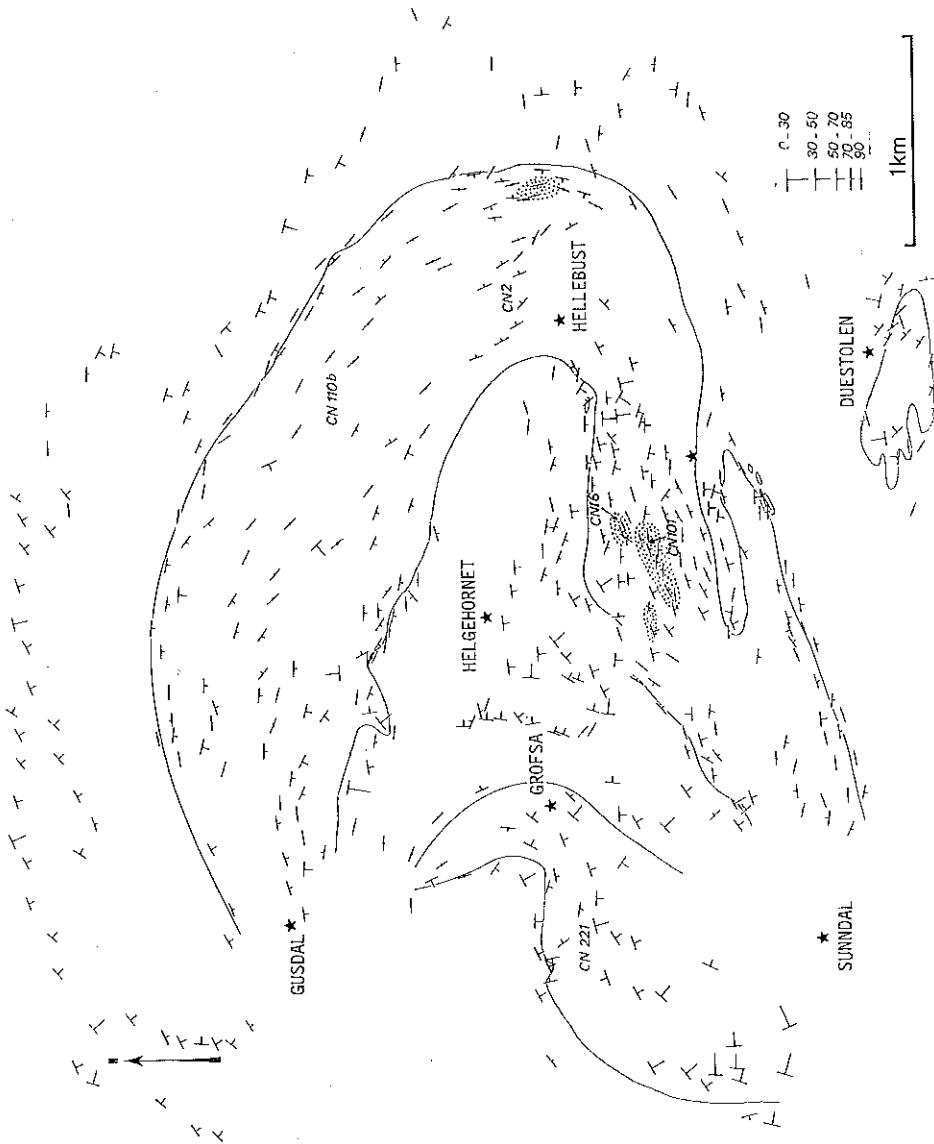 CN 110b
CN2
HELLEBUST
GUSDAL
HELGEHORNET
GROFSA
CN16
CN101
CN 221
SUNNDAL
DUESTOLEN
0-30
30-50
50-70
70-85
90
1km